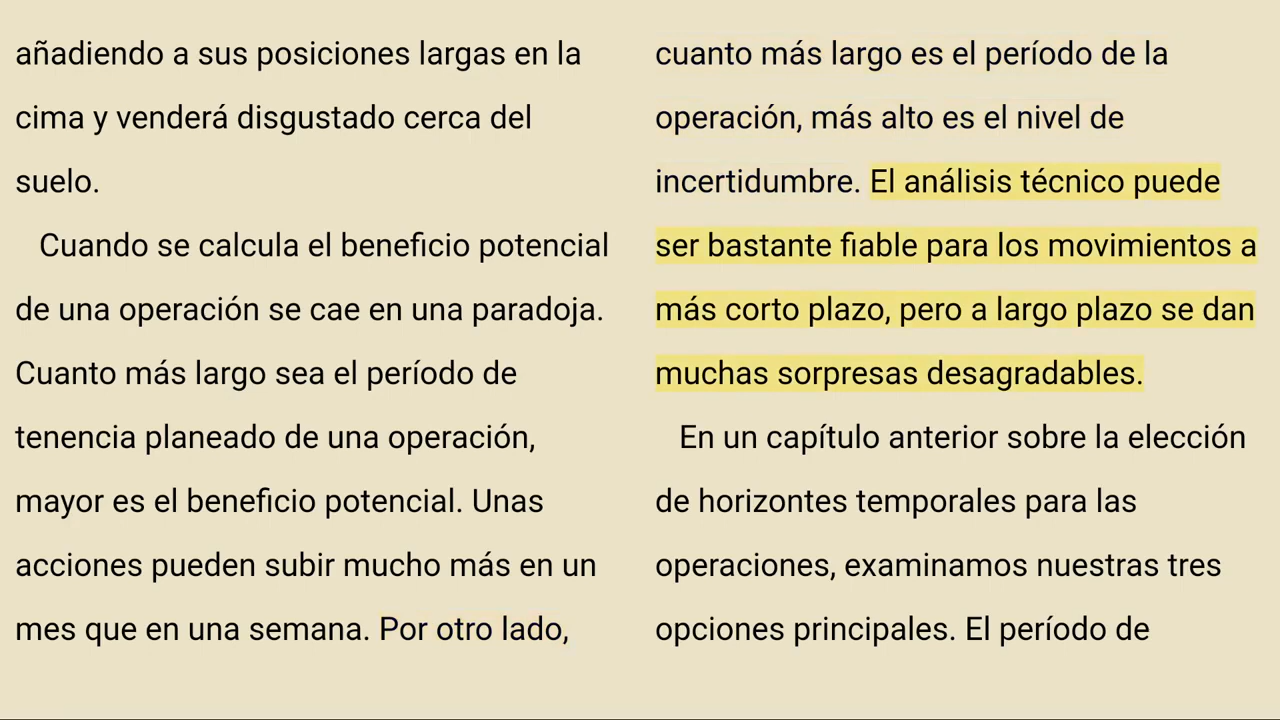 añadiendo a sus posiciones largas en la
cima y venderá disgustado cerca del
suelo.
Cuando se calcula el beneficio potencial
de una operación se cae en una paradoja.
Cuanto más largo sea el período de
tenencia planeado de una operación,
mayor es el beneficio potencial. Unas
acciones pueden subir mucho más en un
mes que en una semana. Por otro lado,
cuanto más largo es el período de la
operación, más alto es el nivel de
incertidumbre. El análisis técnico puede
ser bastante fiable para los movimientos a
más corto plazo, pero a largo plazo se dan
muchas sorpresas desagradables.
En un capítulo anterior sobre la elección
de horizontes temporales para las
operaciones, examinamos nuestras tres
opciones principales. El período de